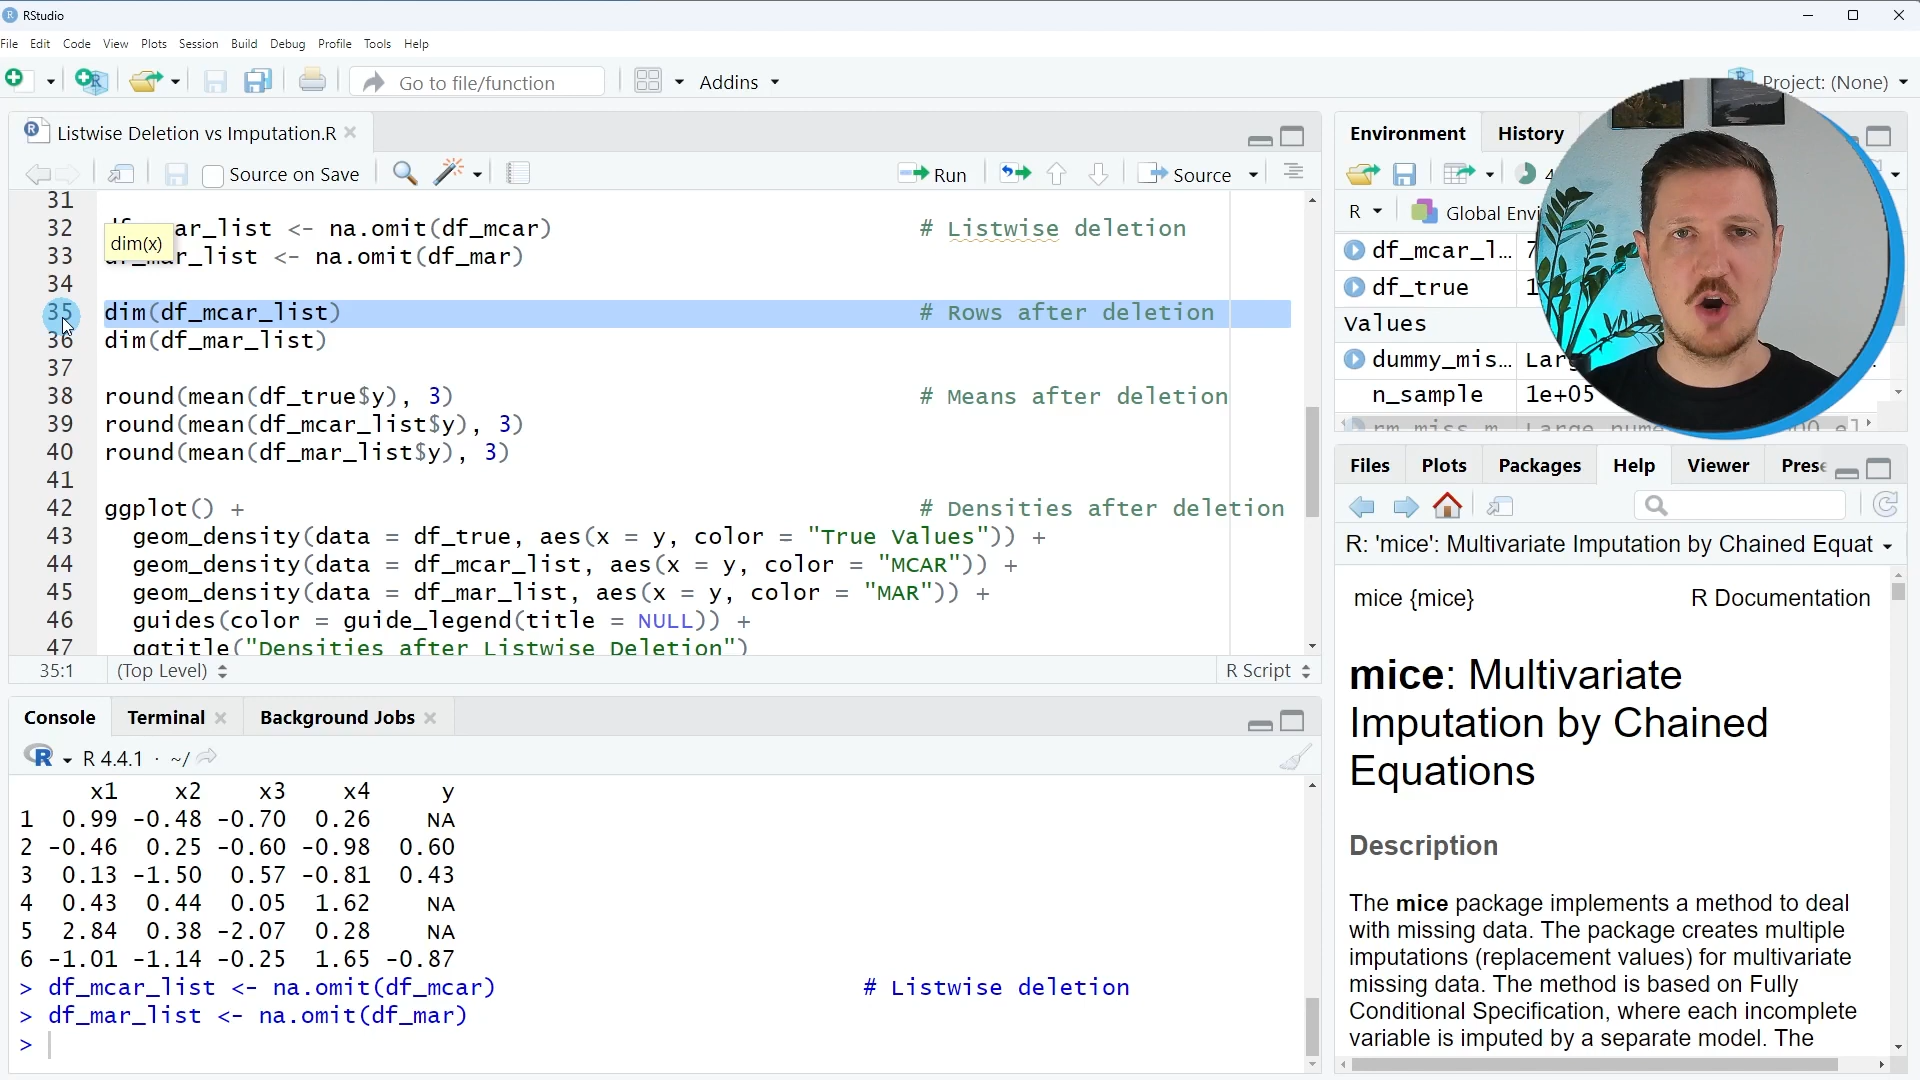 RStudio
File Edit Code View Plots Session Build Debug Profile Tools Help
Go to file/function
Addins
Project: (None)
Listwise Deletion vs Imputation.R
Source on Save
Run
Source
31
32 ar_list <- na.omit(df_mcar) # Listwise deletion
dim(x)
33 _list <- na.omit(df_mar)
34
35 dim(df_mcar_list) # Rows after deletion
36 dim(df_mar_list)
37
38 round(mean(df_true$y), 3) # Means after deletion
39 round(mean(df_mcar_list$y), 3)
40 round(mean(df_mar_list$y), 3)
41
42 ggplot() + # Densities after deletion
43 geom_density(data = df_true, aes(x = y, color = "True Values")) +
44 geom_density(data = df_mcar_list, aes(x = y, color = "MCAR")) +
45 geom_density(data = df_mar_list, aes(x = y, color = "MAR")) +
46 guides(color = guide_legend(title = NULL)) +
47 ggtitle("Densities after Listwise Deletion")
35:1 (Top Level) R Script
Console Terminal Background Jobs
R 4.4.1 · ~/
x1 x2 x3 x4 y
1 0.99 -0.48 -0.70 0.26 NA
2 -0.46 0.25 -0.60 -0.98 0.60
3 0.13 -1.50 0.57 -0.81 0.43
4 0.43 0.44 0.05 1.62 NA
5 2.84 0.38 -2.07 0.28 NA
6 -1.01 -1.14 -0.25 1.65 -0.87
> df_mcar_list <- na.omit(df_mcar) # Listwise deletion
> df_mar_list <- na.omit(df_mar)
>
Environment History
R Global Envi
df_mcar_l... 7
df_true 1
Values
dummy_mis... Larg
n_sample 1e+05
Files Plots Packages Help Viewer Prese
R: 'mice': Multivariate Imputation by Chained Equat
mice {mice} R Documentation
mice: Multivariate
Imputation by Chained
Equations
Description
The mice package implements a method to deal
with missing data. The package creates multiple
imputations (replacement values) for multivariate
missing data. The method is based on Fully
Conditional Specification, where each incomplete
variable is imputed by a separate model. The